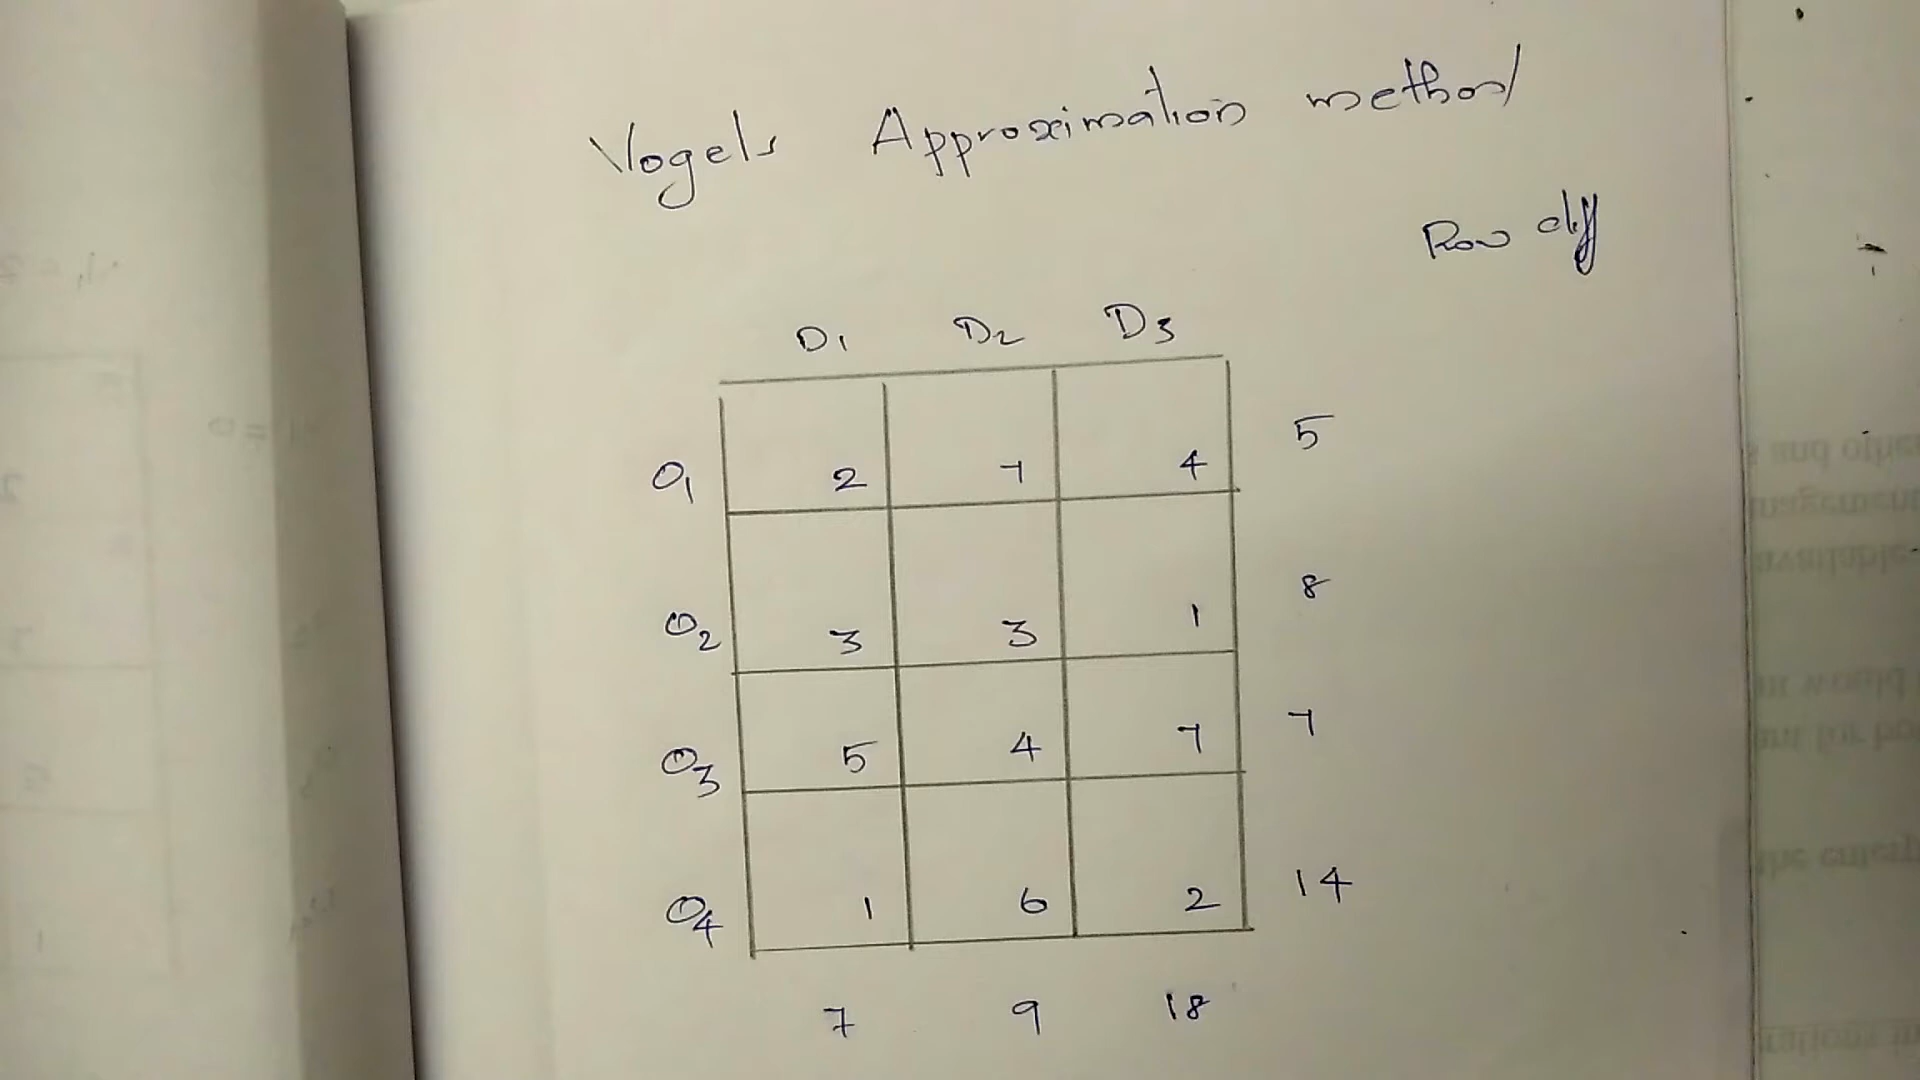 Vogels Approximation method
Row diff
D1 D2 D3
O1 2 7 4 5
O2 3 3 1 8
O3 5 4 7 7
O4 1 6 2 14
7 9 18